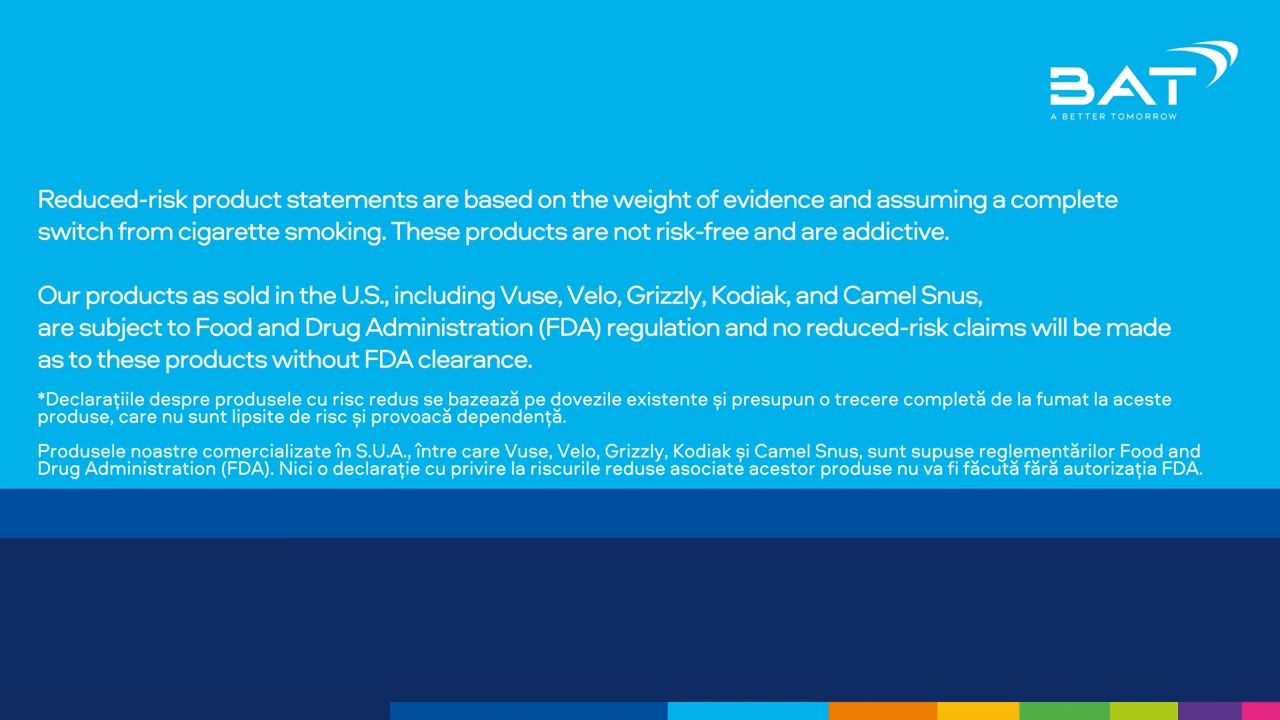 BAT
A BETTER TOMORROW
Reduced-risk product statements are based on the weight of evidence and assuming a complete
switch from cigarette smoking. These products are not risk-free and are addictive.
Our products as sold in the U.S., including Vuse, Velo, Grizzly, Kodiak, and Camel Snus,
are subject to Food and Drug Administration (FDA) regulation and no reduced-risk claims will be made
as to these products without FDA clearance.
*Declarațiile despre produsele cu risc redus se bazează pe dovezile existente și presupun o trecere completă de la fumat la aceste
produse, care nu sunt lipsite de risc și provoacă dependență.
Produsele noastre comercializate în S.U.A., între care Vuse, Velo, Grizzly, Kodiak și Camel Snus, sunt supuse reglementărilor Food and
Drug Administration (FDA). Nici o declarație cu privire la riscurile reduse asociate acestor produse nu va fi făcută fără autorizația FDA.